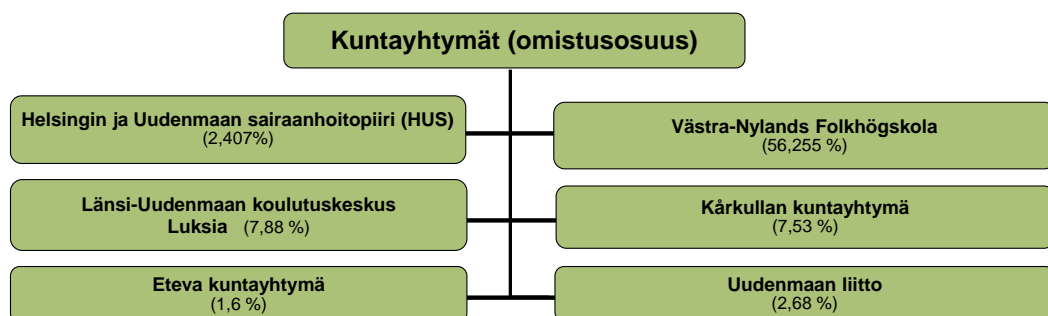 Kuntayhtymät (omistusosuus)
Helsingin ja Uudenmaan sairaanhoitopiiri (HUS)
(2,407%)
Västra-Nylands Folkhögskola
(56,255 %)
Länsi-Uudenmaan koulutuskeskus
Luksia (7,88 %)
Kårkullan kuntayhtymä
(7,53 %)
Eteva kuntayhtymä
(1,6 %)
Uudenmaan liitto
(2,68 %)